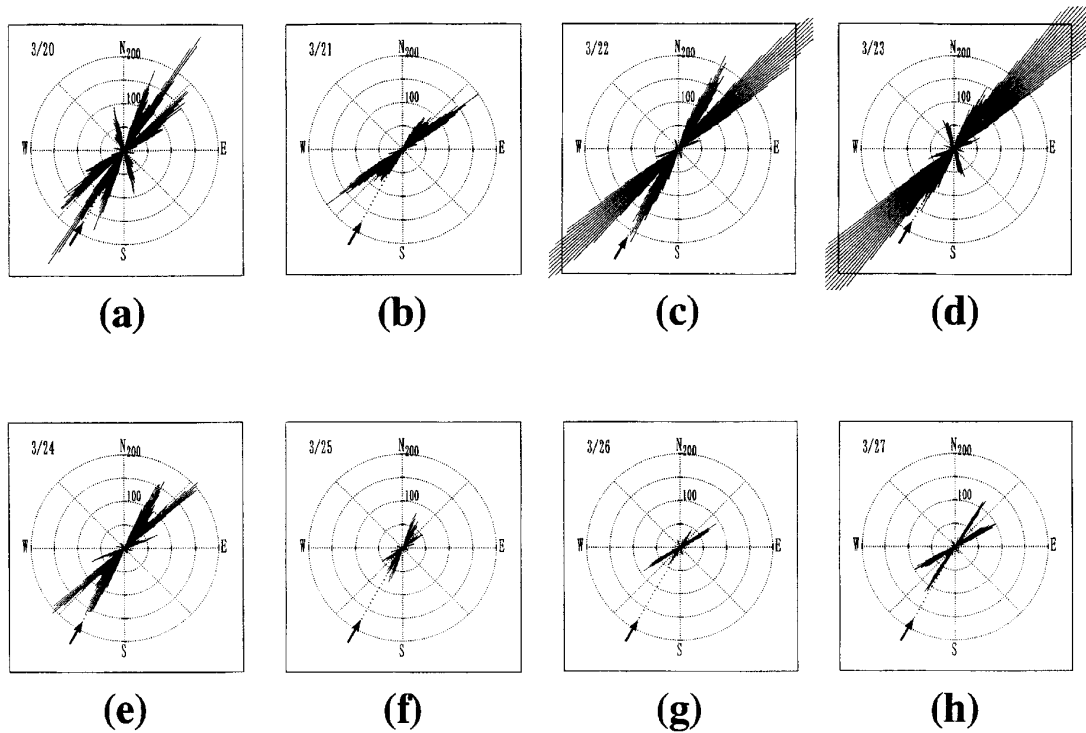 3/20 N 200 100 W E S
3/21 N 200 100 W E S
3/22 N 200 100 W E S
3/23 N 200 100 W E S
(a) (b) (c) (d)
3/24 N 200 100 W E S
3/25 N 200 100 W E S
3/26 N 200 100 W E S
3/27 N 200 100 W E S
(e) (f) (g) (h)